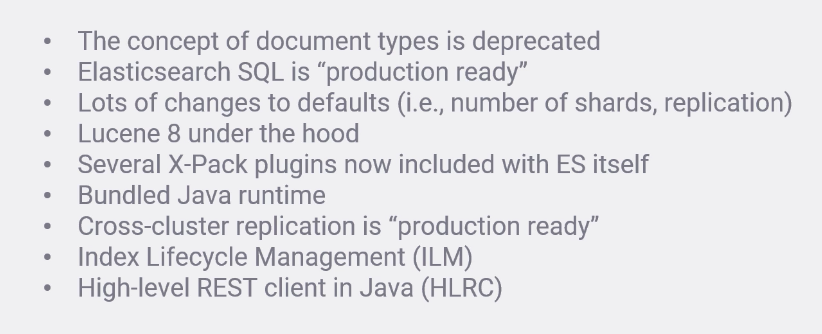 • The concept of document types is deprecated
• Elasticsearch SQL is “production ready”
• Lots of changes to defaults (i.e., number of shards, replication)
• Lucene 8 under the hood
• Several X-Pack plugins now included with ES itself
• Bundled Java runtime
• Cross-cluster replication is “production ready”
• Index Lifecycle Management (ILM)
• High-level REST client in Java (HLRC)